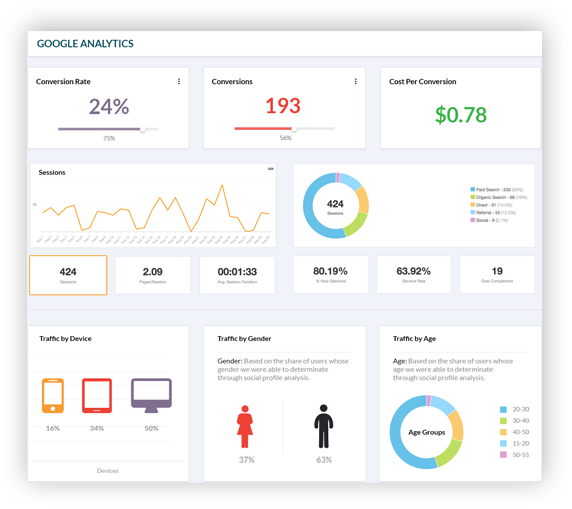 GOOGLE ANALYTICS
Conversion Rate
24%
75%
Conversions
193
56%
Cost Per Conversion
$0.78
Sessions
424
Sessions
Paid Search - 233 (55%)
Organic Search - 68 (16%)
Direct - 61 (14.4%)
Referral - 53 (12.5%)
Social - 9 (2.1%)
424
Sessions
2.09
Pages/Session
00:01:33
Avg. Session Duration
80.19%
% New Sessions
63.92%
Bounce Rate
19
Goal Completions
Traffic by Device
16%
34%
50%
Devices
Traffic by Gender
Gender: Based on the share of users whose
gender we were able to determinate
through social profile analysis.
37%
63%
Traffic by Age
Age: Based on the share of users whose
age we were able to determinate
through social profile analysis.
Age Groups
20-30
30-40
40-50
15-20
50-55